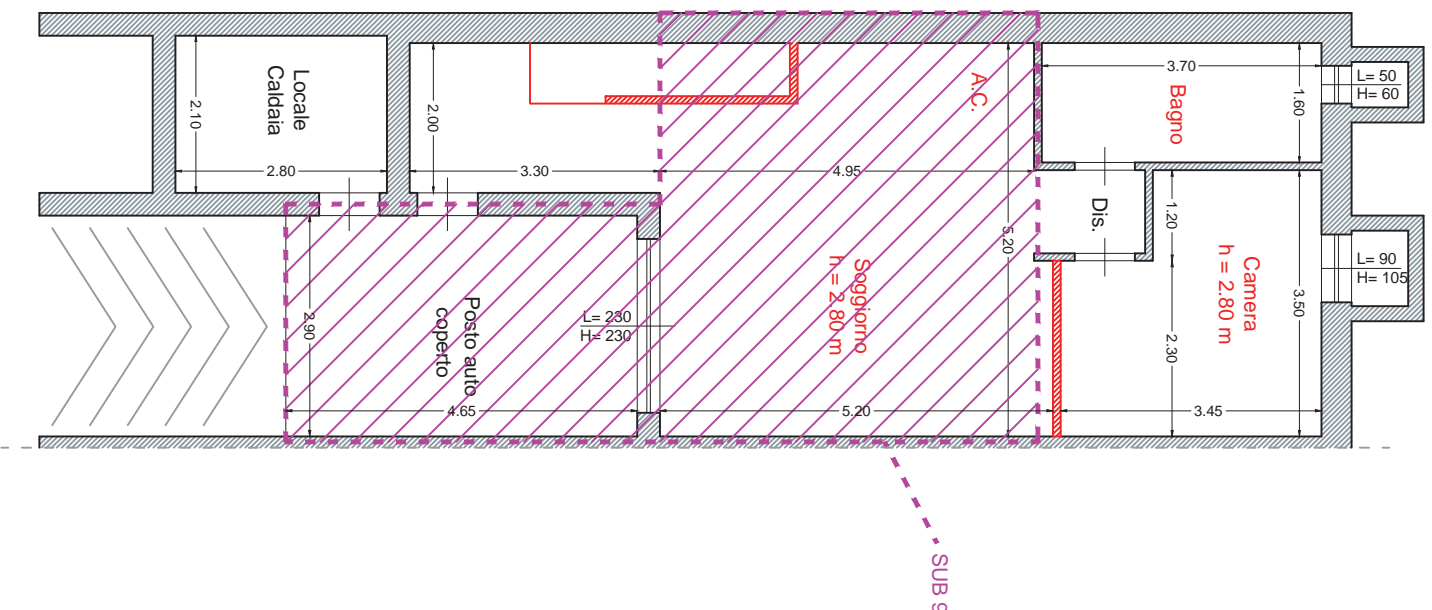 Locale
Caldaia
2.10
2.80
2.00
3.30
4.95
A.C.
5.20
3.70
Bagno
1.60
L= 50
H= 60
Dis.
1.20
Camera
h = 2.80 m
3.50
L= 90
H= 105
2.30
3.45
Soggiorno
h = 2.80 m
5.20
L= 230
H= 230
Posto auto
coperto
2.90
4.65
SUB 9